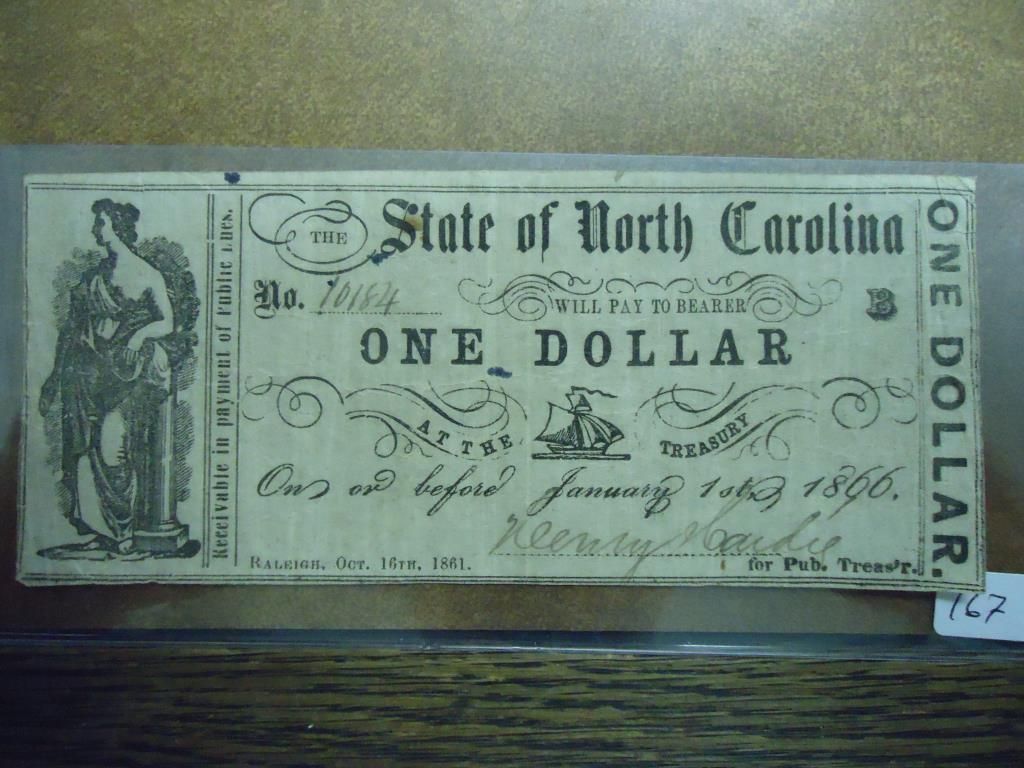 THE State of North Carolina
No. 10184
WILL PAY TO BEARER
B
ONE DOLLAR
AT THE TREASURY
On or before January 1st, 1866.
Henry Hardie
RALEIGH, OCT. 16TH, 1861.
for Pub. Treas'r.
Receivable in payment of Public Dues.
ONE DOLLAR.
167